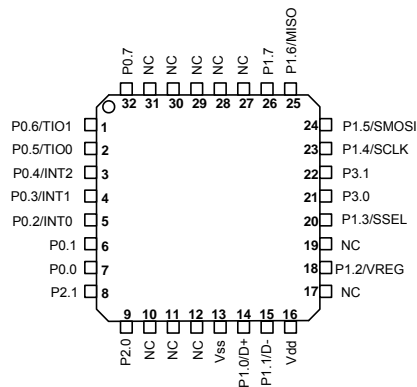 P0.7
NC
NC
NC
NC
NC
P1.7
P1.6/MISO
32
31
30
29
28
27
26
25
P0.6/TIO1
1
P0.5/TIO0
2
P0.4/INT2
3
P0.3/INT1
4
P0.2/INT0
5
P0.1
6
P0.0
7
P2.1
8
24
P1.5/SMOSI
23
P1.4/SCLK
22
P3.1
21
P3.0
20
P1.3/SSEL
19
NC
18
P1.2/VREG
17
NC
9
10
11
12
13
14
15
16
P2.0
NC
NC
NC
Vss
P1.0/D+
P1.1/D-
Vdd